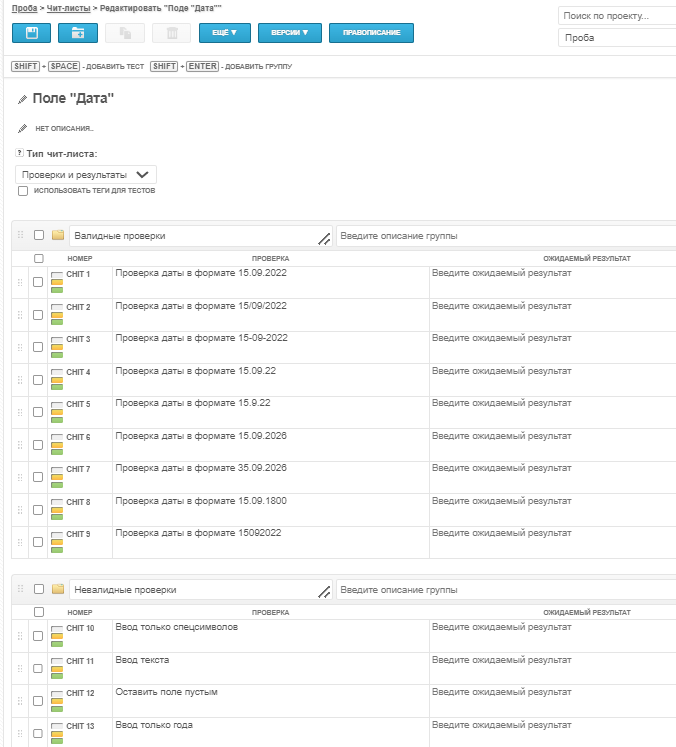 Проба > Чит-листы > Редактировать "Поле "Дата""
ЕЩЁ ▼ ВЕРСИИ ▼ ПРАВОПИСАНИЕ
Поиск по проекту...
Проба
SHIFT + SPACE - ДОБАВИТЬ ТЕСТ SHIFT + ENTER - ДОБАВИТЬ ГРУППУ
Поле "Дата"
НЕТ ОПИСАНИЯ..
? Тип чит-листа:
Проверки и результаты
ИСПОЛЬЗОВАТЬ ТЕГИ ДЛЯ ТЕСТОВ
Валидные проверки Введите описание группы
НОМЕР ПРОВЕРКА ОЖИДАЕМЫЙ РЕЗУЛЬТАТ
CHIT 1 Проверка даты в формате 15.09.2022 Введите ожидаемый результат
CHIT 2 Проверка даты в формате 15/09/2022 Введите ожидаемый результат
CHIT 3 Проверка даты в формате 15-09-2022 Введите ожидаемый результат
CHIT 4 Проверка даты в формате 15.09.22 Введите ожидаемый результат
CHIT 5 Проверка даты в формате 15.9.22 Введите ожидаемый результат
CHIT 6 Проверка даты в формате 15.09.2026 Введите ожидаемый результат
CHIT 7 Проверка даты в формате 35.09.2026 Введите ожидаемый результат
CHIT 8 Проверка даты в формате 15.09.1800 Введите ожидаемый результат
CHIT 9 Проверка даты в формате 15092022 Введите ожидаемый результат
Невалидные проверки Введите описание группы
НОМЕР ПРОВЕРКА ОЖИДАЕМЫЙ РЕЗУЛЬТАТ
CHIT 10 Ввод только спецсимволов Введите ожидаемый результат
CHIT 11 Ввод текста Введите ожидаемый результат
CHIT 12 Оставить поле пустым Введите ожидаемый результат
CHIT 13 Ввод только года Введите ожидаемый результат